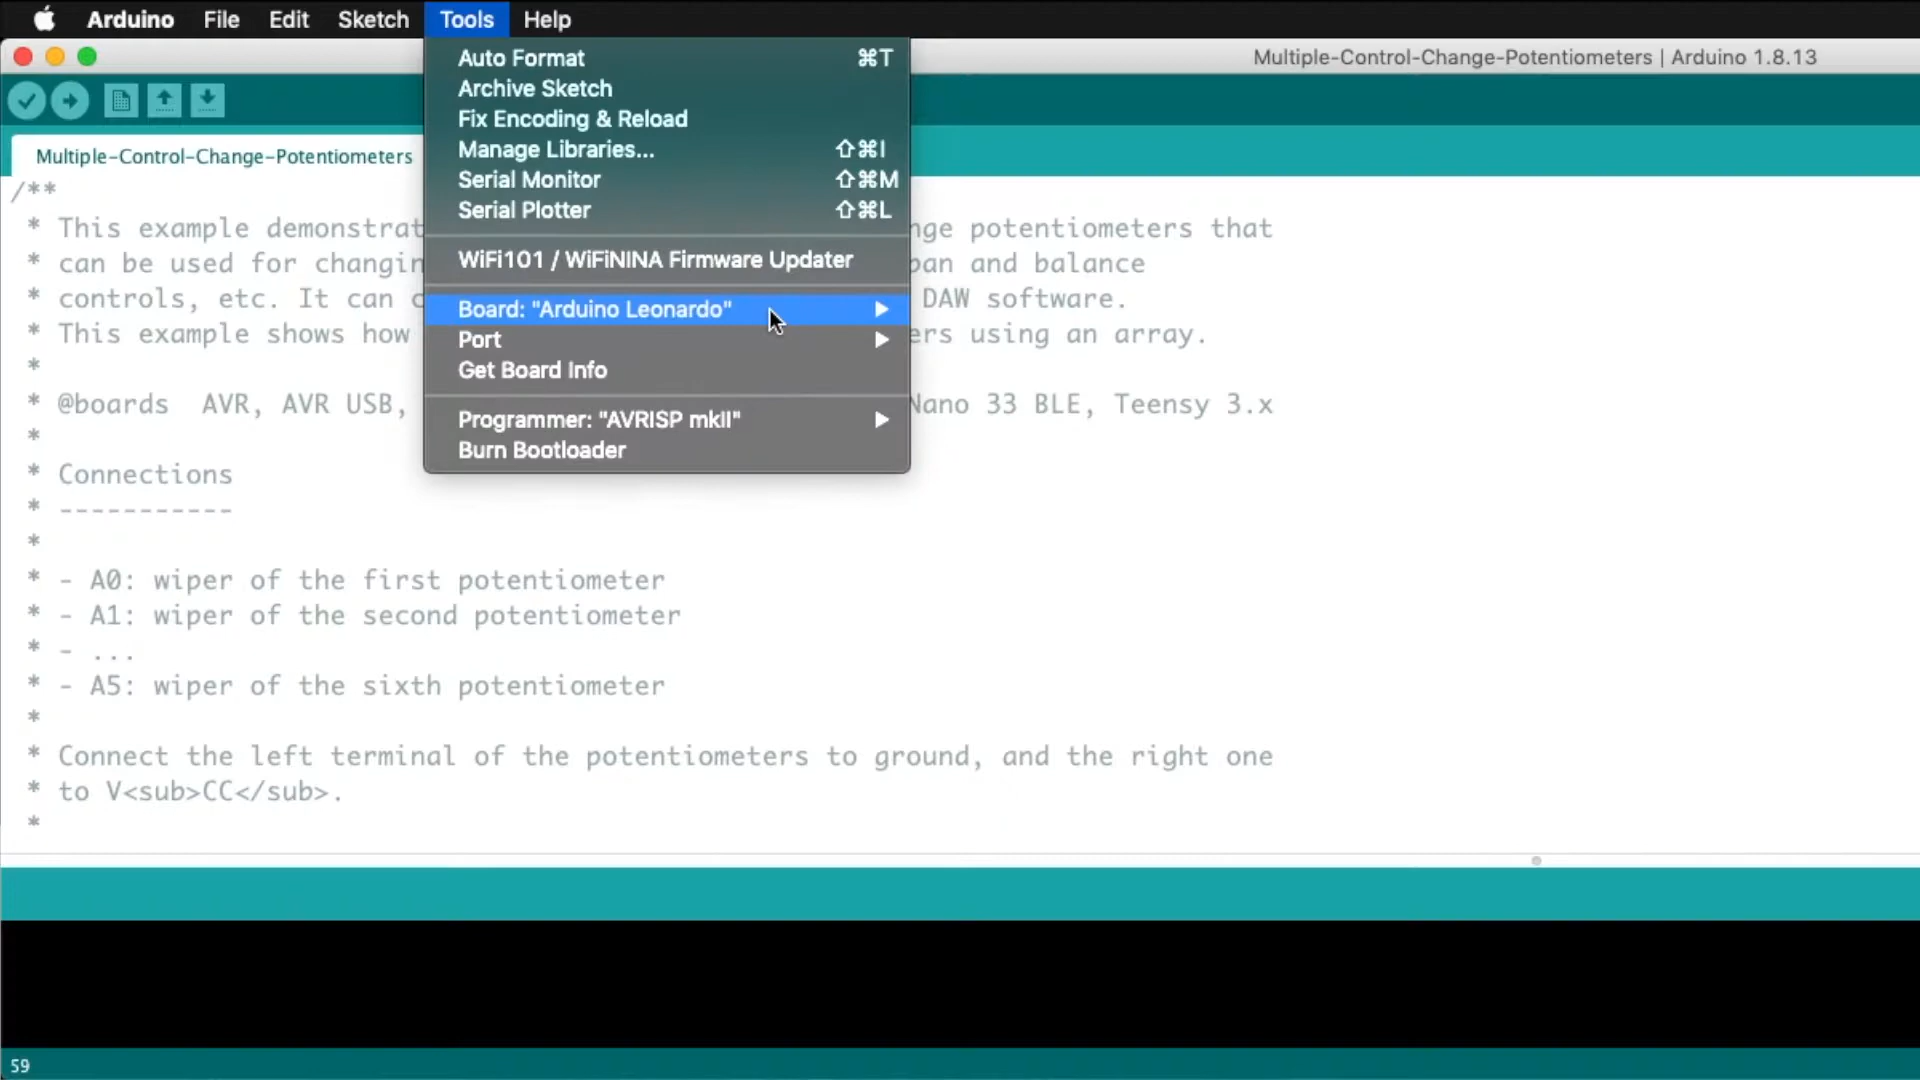 Arduino File Edit Sketch Tools Help
Multiple-Control-Change-Potentiometers | Arduino 1.8.13
Auto Format ⌘T
Archive Sketch
Fix Encoding & Reload
Manage Libraries... ⇧⌘I
Serial Monitor ⇧⌘M
Serial Plotter ⇧⌘L
WiFi101 / WiFiNINA Firmware Updater
Board: "Arduino Leonardo"
Port
Get Board Info
Programmer: "AVRISP mkII"
Burn Bootloader
Multiple-Control-Change-Potentiometers
/**
* This example potentiometers that
* can be used for pan and balance
* controls, etc. It can DAW software.
* This example shows how using an array.
*
* @boards AVR, AVR USB, Nano 33 BLE, Teensy 3.x
*
* Connections
* -----------
*
* - A0: wiper of the first potentiometer
* - A1: wiper of the second potentiometer
* - ...
* - A5: wiper of the sixth potentiometer
*
* Connect the left terminal of the potentiometers to ground, and the right one
* to V<sub>CC</sub>.
*
59